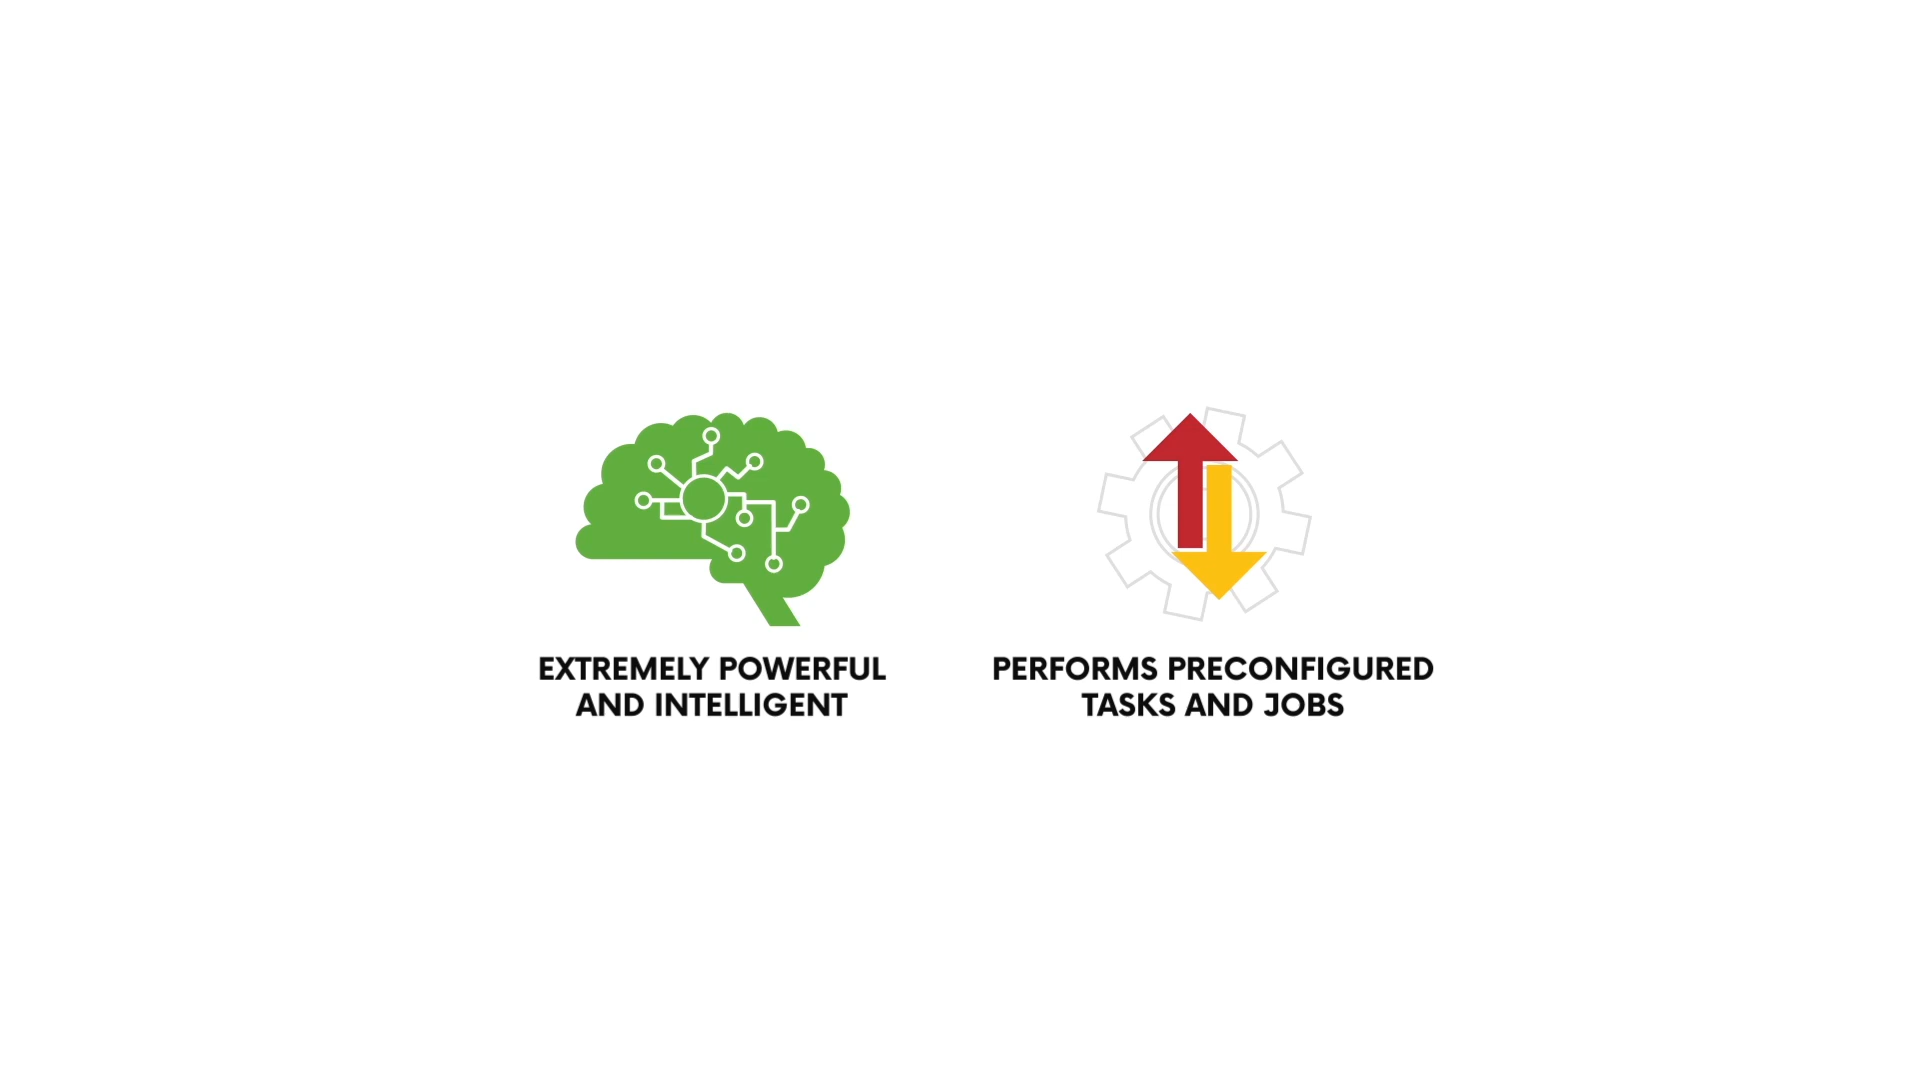 EXTREMELY POWERFUL
AND INTELLIGENT
PERFORMS PRECONFIGURED
TASKS AND JOBS